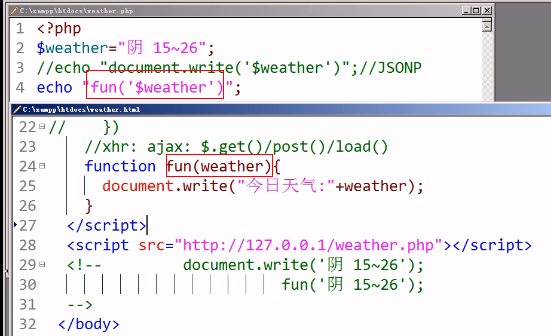 C:\xampp\htdocs\weather.php
1 <?php
2 $weather="阴 15~26";
3 //echo "document.write('$weather')";//JSONP
4 echo "fun('$weather')";
C:\xampp\htdocs\weather.html
22 // })
23 //xhr: ajax: $.get()/post()/load()
24 function fun(weather){
25 document.write("今日天气:"+weather);
26 }
27 </script>
28 <script src="http://127.0.0.1/weather.php"></script>
29 <!-- document.write('阴 15~26');
30 fun('阴 15~26');
31 -->
32 </body>